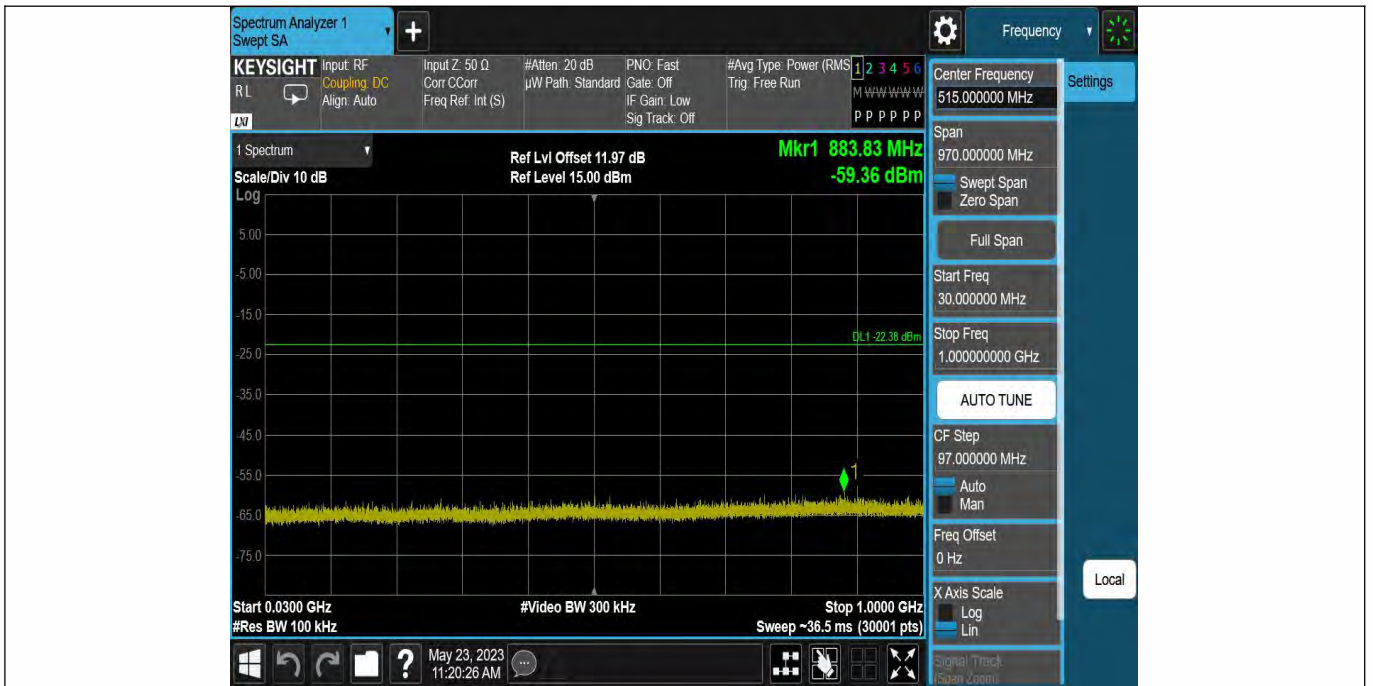 Spectrum Analyzer 1
Swept SA
+
Frequency
KEYSIGHT
RL
LXI
Input: RF
Coupling: DC
Align: Auto
Input Z: 50 Ω
Corr CCorr
Freq Ref: Int (S)
#Atten: 20 dB
µW Path: Standard
PNO: Fast
Gate: Off
IF Gain: Low
Sig Track: Off
#Avg Type: Power (RMS
Trig: Free Run
1 2 3 4 5 6
M W W W W W
P P P P P P
1 Spectrum
Scale/Div 10 dB
Log
Ref Lvl Offset 11.97 dB
Ref Level 15.00 dBm
Mkr1 883.83 MHz
-59.36 dBm
5.00
-5.00
-15.0
DL1 -22.38 dBm
-25.0
-35.0
-45.0
-55.0
1
-65.0
-75.0
Start 0.0300 GHz
#Res BW 100 kHz
#Video BW 300 kHz
Stop 1.0000 GHz
Sweep ~36.5 ms (30001 pts)
May 23, 2023
11:20:26 AM
Center Frequency
515.000000 MHz
Settings
Span
970.000000 MHz
Swept Span
Zero Span
Full Span
Start Freq
30.000000 MHz
Stop Freq
1.000000000 GHz
AUTO TUNE
CF Step
97.000000 MHz
Auto
Man
Freq Offset
0 Hz
X Axis Scale
Log
Lin
Signal Track
(Span Zoom)
Local